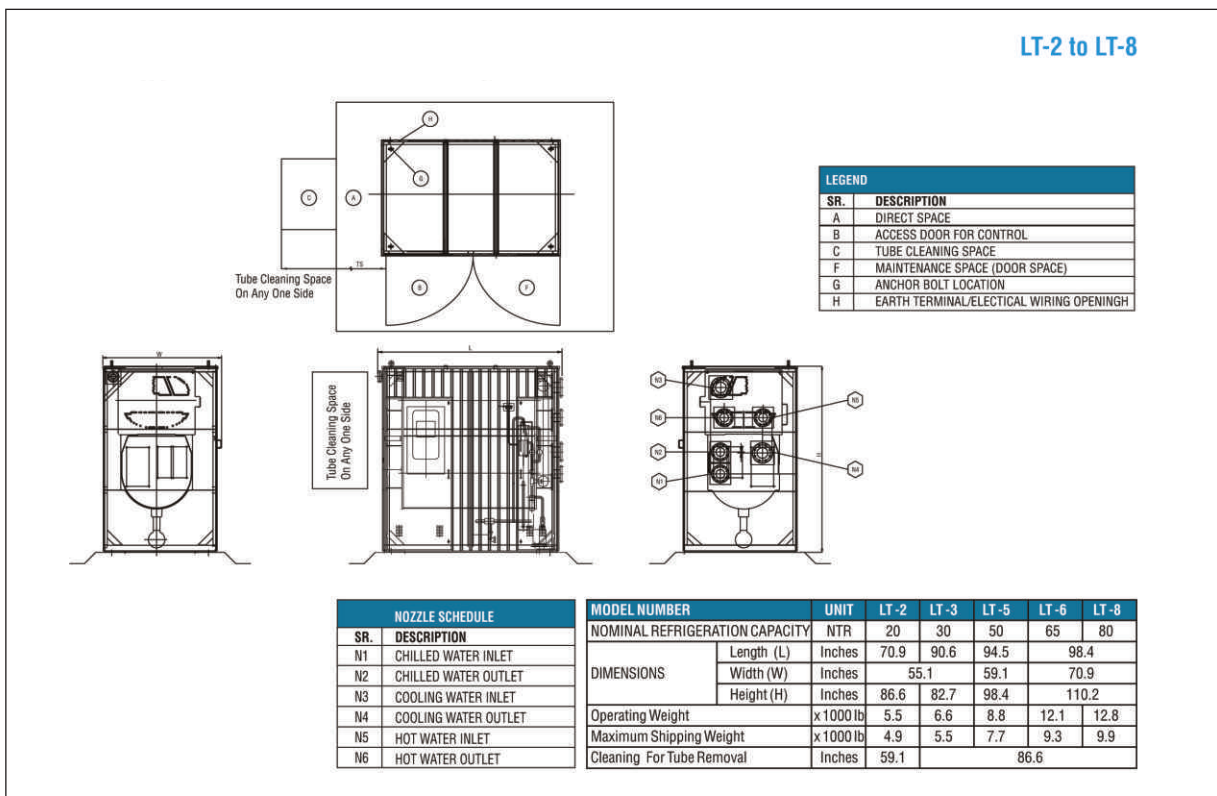 LT-2 to LT-8
H
G
C
A
TS
Tube Cleaning Space
On Any One Side
B
F
LEGEND
SR. DESCRIPTION
A DIRECT SPACE
B ACCESS DOOR FOR CONTROL
C TUBE CLEANING SPACE
F MAINTENANCE SPACE (DOOR SPACE)
G ANCHOR BOLT LOCATION
H EARTH TERMINAL/ELECTICAL WIRING OPENINGH
W
Tube Cleaning Space
On Any One Side
L
N3
N5
N6
N2
N4
N1
NOZZLE SCHEDULE
SR. DESCRIPTION
N1 CHILLED WATER INLET
N2 CHILLED WATER OUTLET
N3 COOLING WATER INLET
N4 COOLING WATER OUTLET
N5 HOT WATER INLET
N6 HOT WATER OUTLET
MODEL NUMBER UNIT LT -2 LT -3 LT -5 LT -6 LT -8
NOMINAL REFRIGERATION CAPACITY NTR 20 30 50 65 80
DIMENSIONS
Length (L) Inches 70.9 90.6 94.5 98.4
Width (W) Inches 55.1 59.1 70.9
Height (H) Inches 86.6 82.7 98.4 110.2
Operating Weight x 1000 lb 5.5 6.6 8.8 12.1 12.8
Maximum Shipping Weight x 1000 lb 4.9 5.5 7.7 9.3 9.9
Cleaning For Tube Removal Inches 59.1 86.6